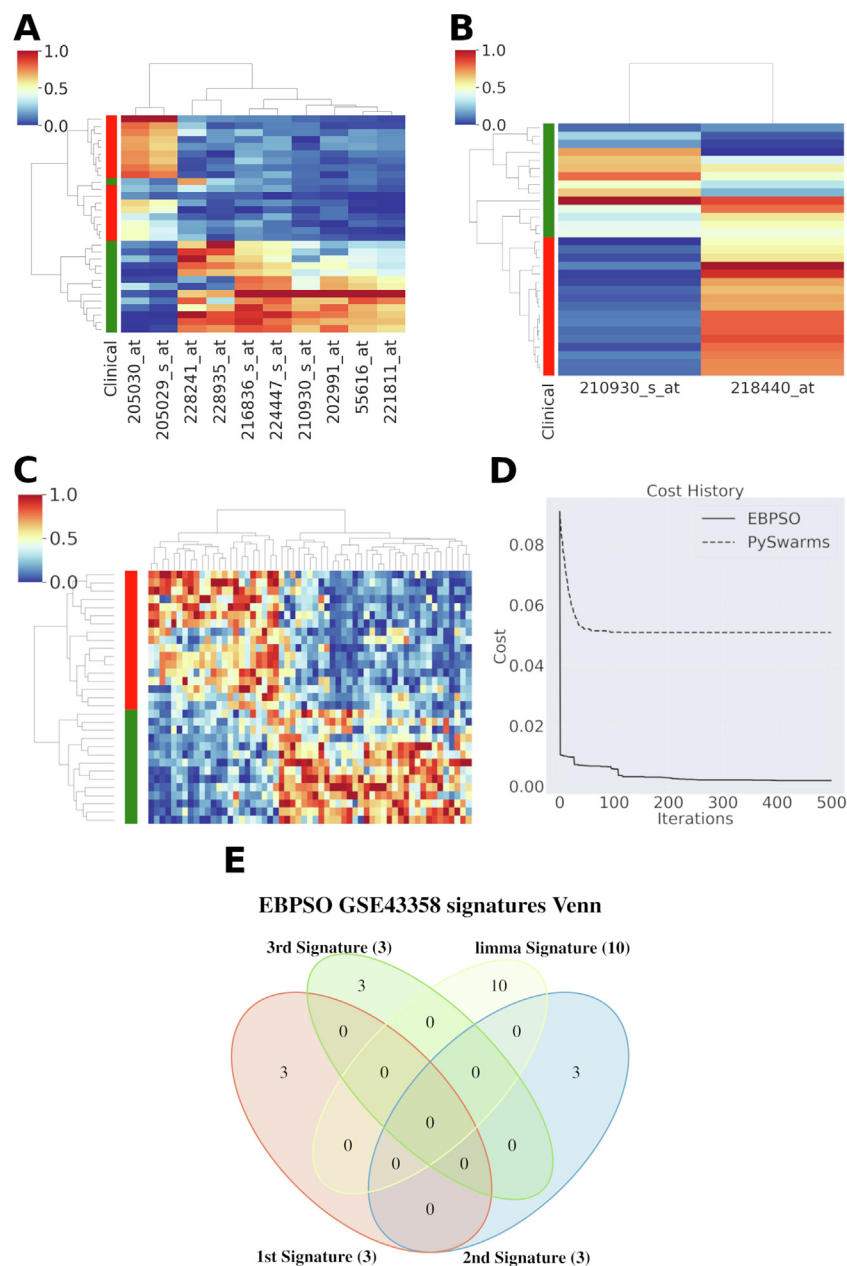 A
1.0
0.5
0.0
Clinical
205030_at
205029_s_at
228241_at
228935_at
216836_s_at
224447_s_at
210930_s_at
202991_at
55616_at
221811_at
B
1.0
0.5
0.0
Clinical
210930_s_at
218440_at
C
1.0
0.5
0.0
D
Cost History
EBPSO
PySwarms
0.08
0.06
0.04
0.02
0.00
Cost
0
100
200
300
400
500
Iterations
E
EBPSO GSE43358 signatures Venn
3rd Signature (3)
limma Signature (10)
3
10
0
0
0
3
0
0
3
0
0
0
0
0
0
1st Signature (3)
2nd Signature (3)